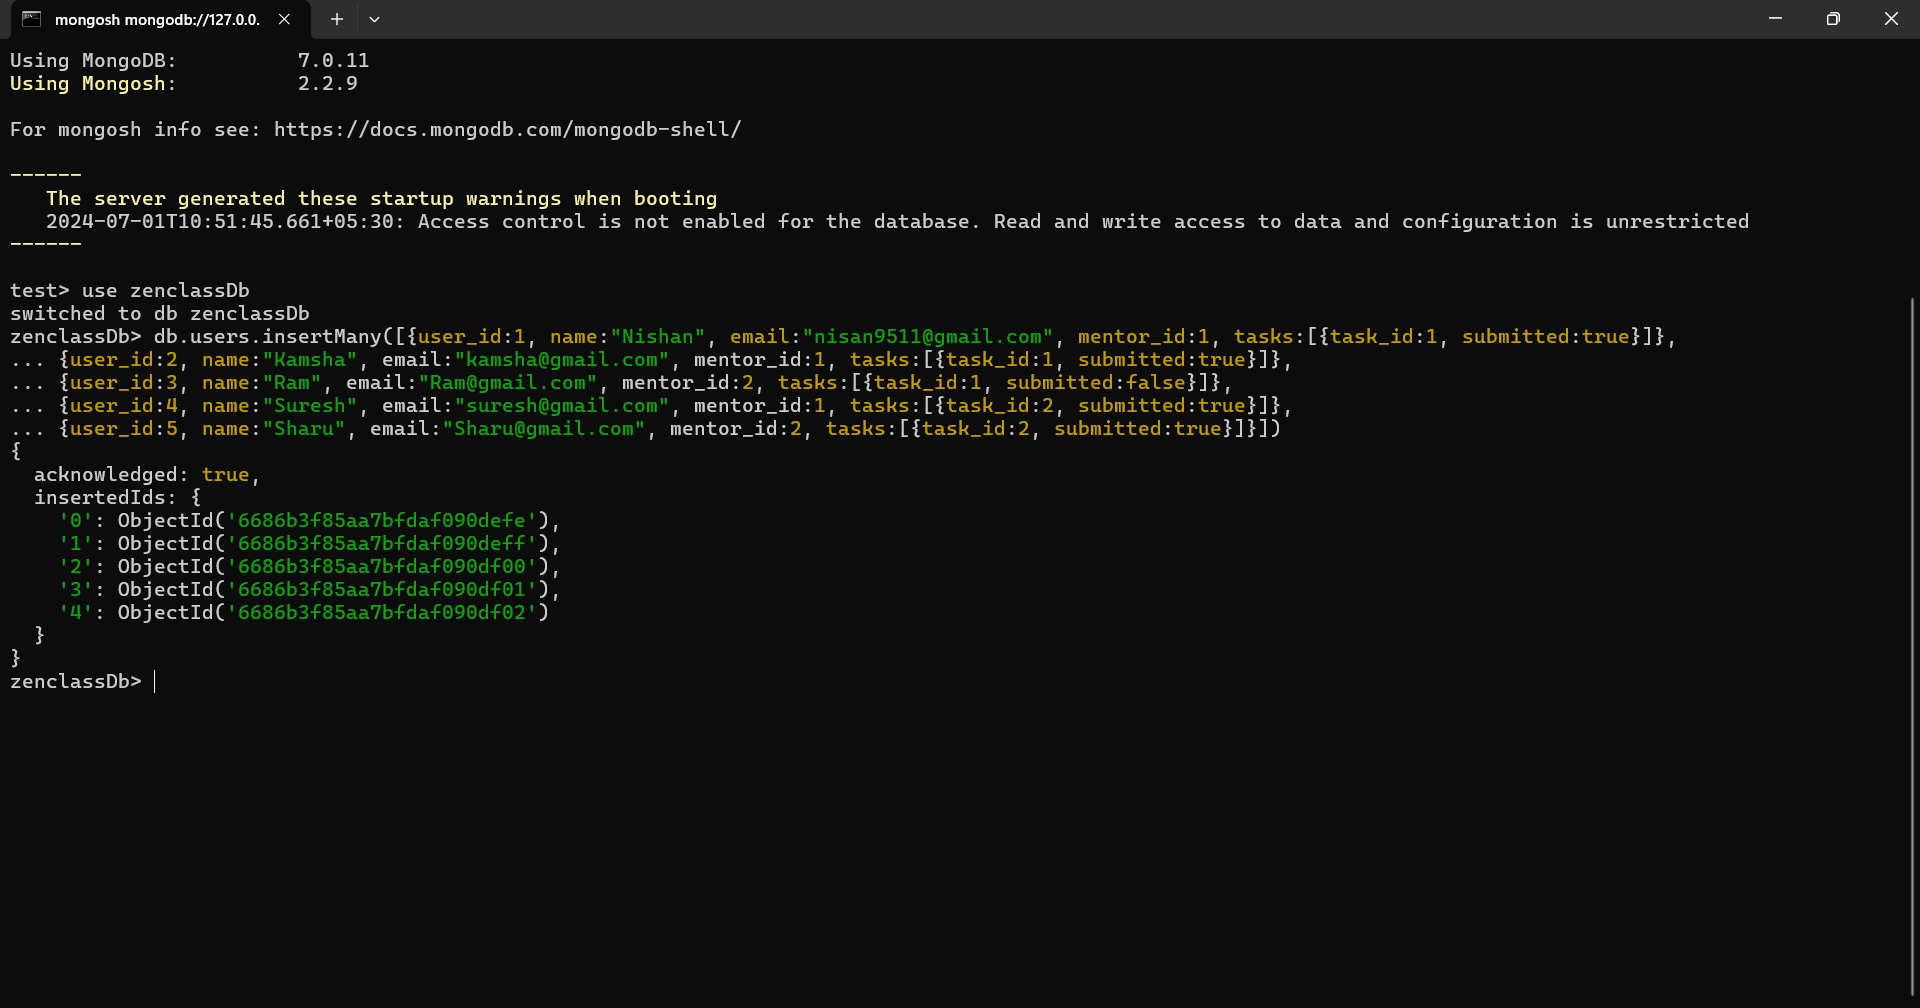 mongosh mongodb://127.0.0.
Using MongoDB:          7.0.11
Using Mongosh:          2.2.9
For mongosh info see: https://docs.mongodb.com/mongodb-shell/
------
   The server generated these startup warnings when booting
   2024-07-01T10:51:45.661+05:30: Access control is not enabled for the database. Read and write access to data and configuration is unrestricted
------
test> use zenclassDb
switched to db zenclassDb
zenclassDb> db.users.insertMany([{user_id:1, name:"Nishan", email:"nisan9511@gmail.com", mentor_id:1, tasks:[{task_id:1, submitted:true}]},
... {user_id:2, name:"Kamsha", email:"kamsha@gmail.com", mentor_id:1, tasks:[{task_id:1, submitted:true}]},
... {user_id:3, name:"Ram", email:"Ram@gmail.com", mentor_id:2, tasks:[{task_id:1, submitted:false}]},
... {user_id:4, name:"Suresh", email:"suresh@gmail.com", mentor_id:1, tasks:[{task_id:2, submitted:true}]},
... {user_id:5, name:"Sharu", email:"Sharu@gmail.com", mentor_id:2, tasks:[{task_id:2, submitted:true}]}])
{
  acknowledged: true,
  insertedIds: {
    '0': ObjectId('6686b3f85aa7bfdaf090defe'),
    '1': ObjectId('6686b3f85aa7bfdaf090deff'),
    '2': ObjectId('6686b3f85aa7bfdaf090df00'),
    '3': ObjectId('6686b3f85aa7bfdaf090df01'),
    '4': ObjectId('6686b3f85aa7bfdaf090df02')
  }
}
zenclassDb>